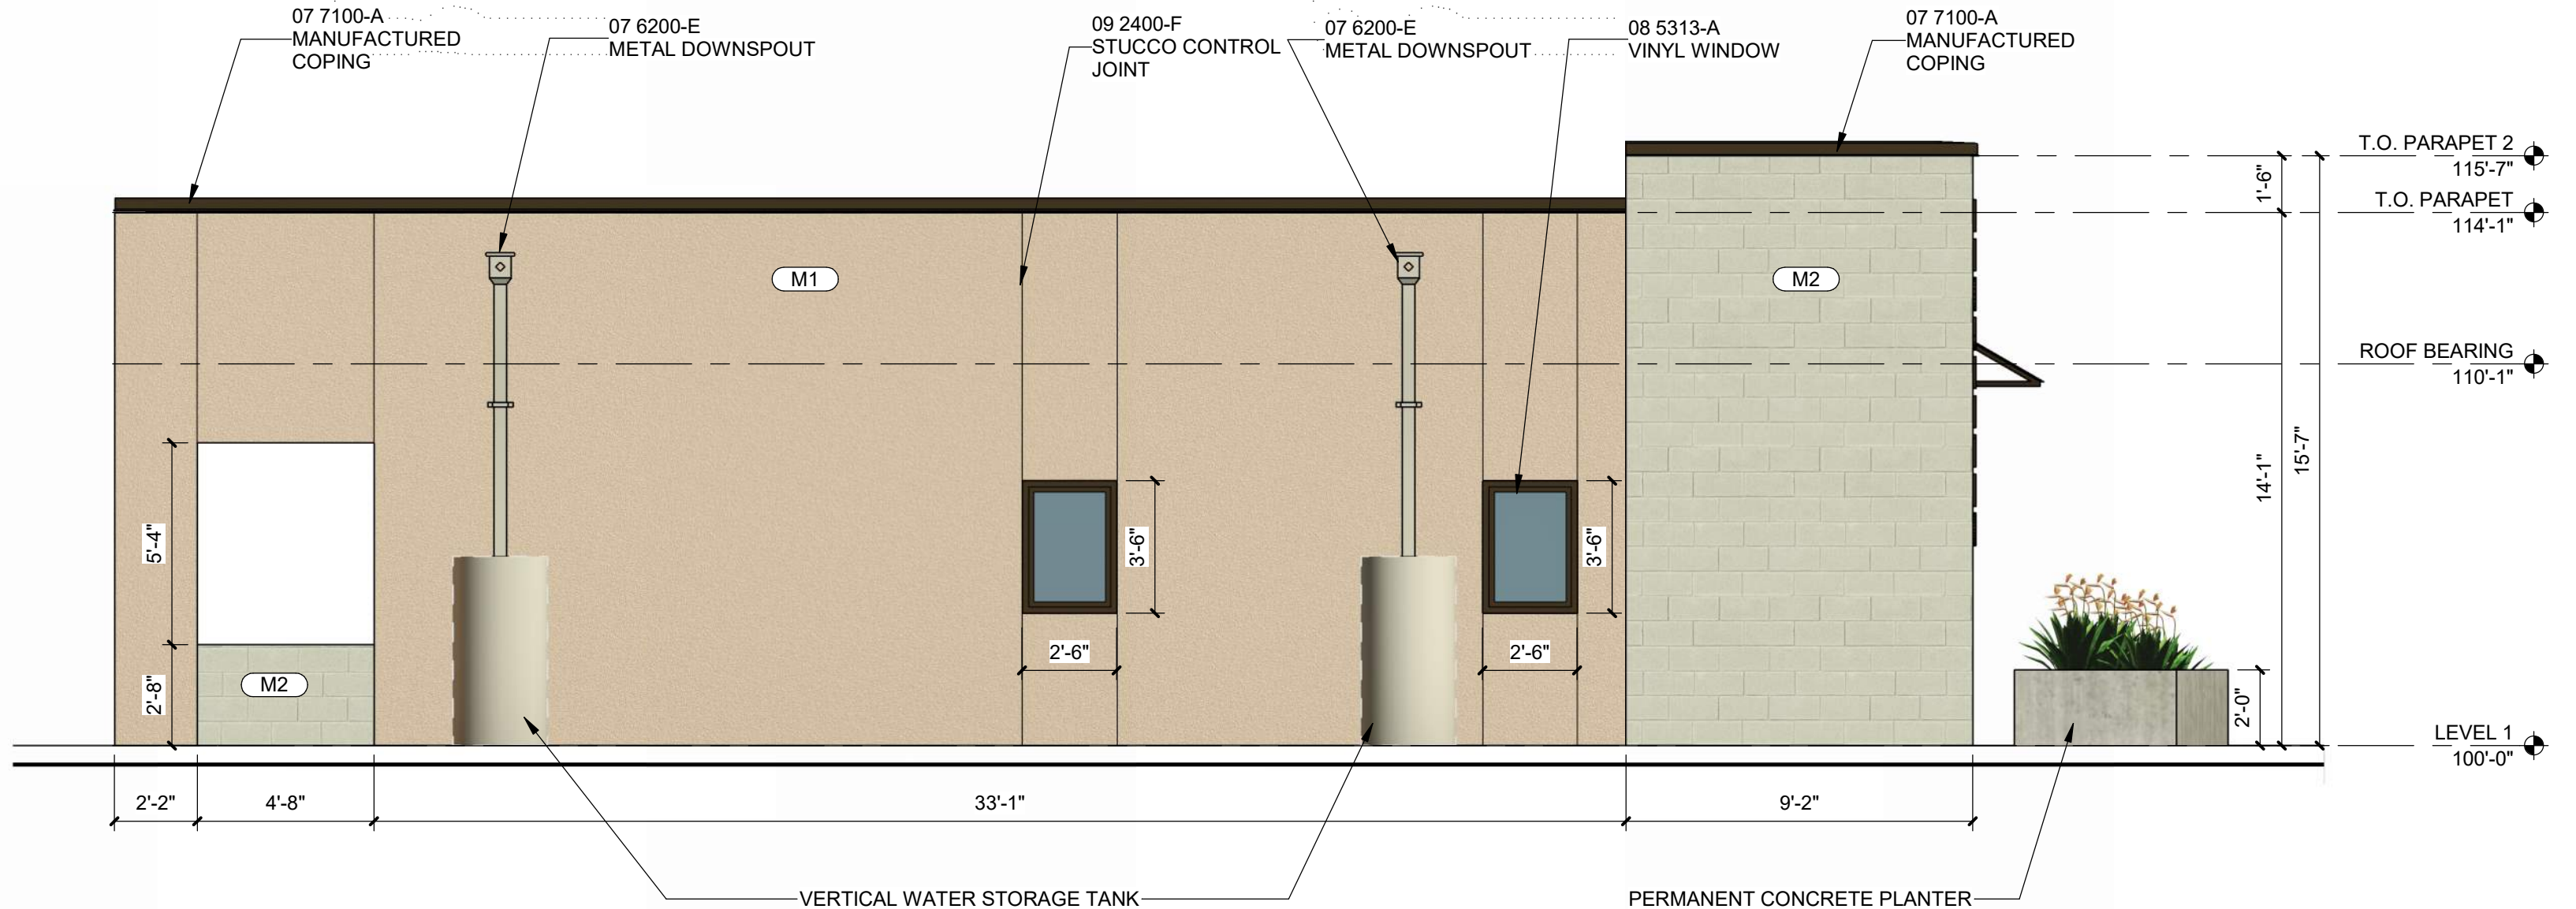 07 7100-A
MANUFACTURED
COPING
07 6200-E
METAL DOWNSPOUT
09 2400-F
STUCCO CONTROL
JOINT
07 6200-E
METAL DOWNSPOUT
08 5313-A
VINYL WINDOW
07 7100-A
MANUFACTURED
COPING
T.O. PARAPET 2
115'-7"
1'-6"
T.O. PARAPET
114'-1"
M1
M2
ROOF BEARING
110'-1"
15'-7"
14'-1"
5'-4"
3'-6"
3'-6"
2'-6"
2'-6"
M2
2'-8"
2'-0"
LEVEL 1
100'-0"
2'-2"
4'-8"
33'-1"
9'-2"
VERTICAL WATER STORAGE TANK
PERMANENT CONCRETE PLANTER